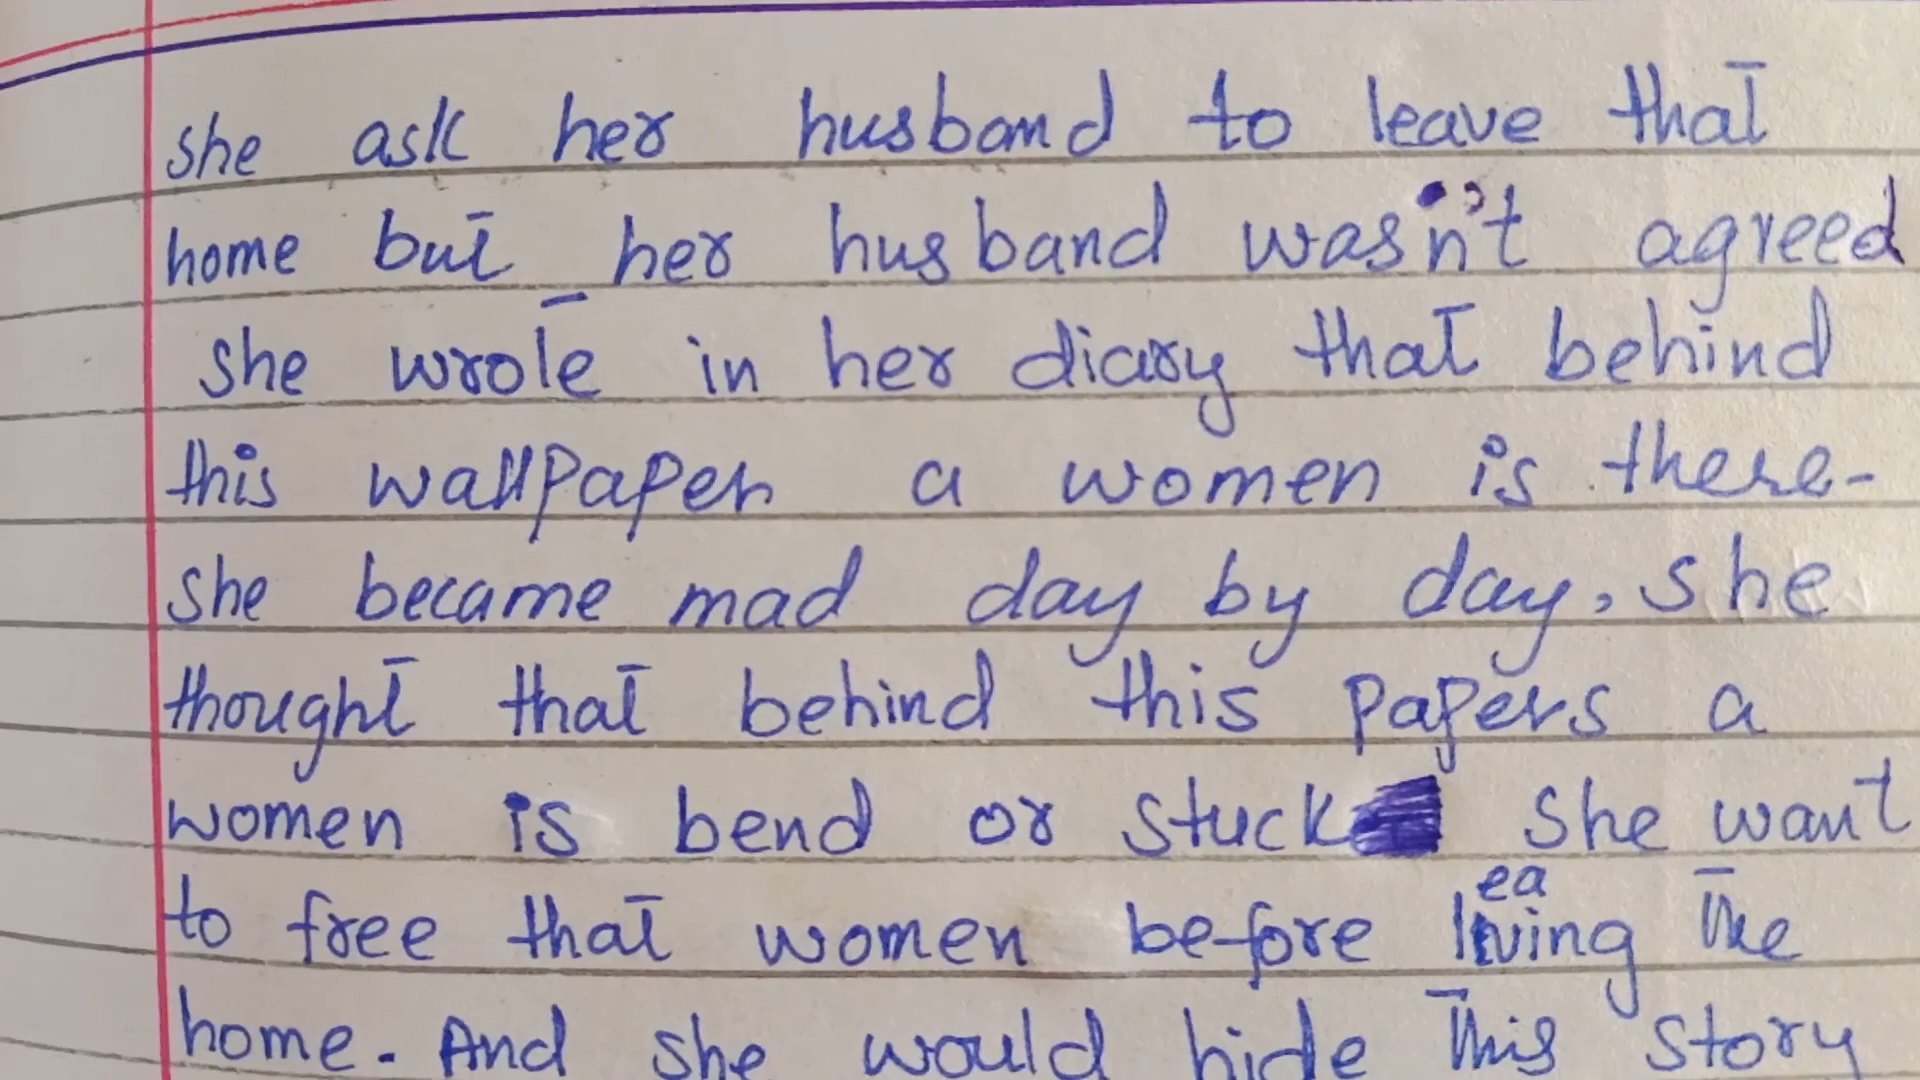 she ask her husband to leave that
home but her husband wasn't agreed
she wrote in her diary that behind
this wallpaper a women is there-
she became mad day by day, she
thought that behind this papers a
women is bend or stuck she want
to free that women before leaving the
home. And she would hide this story